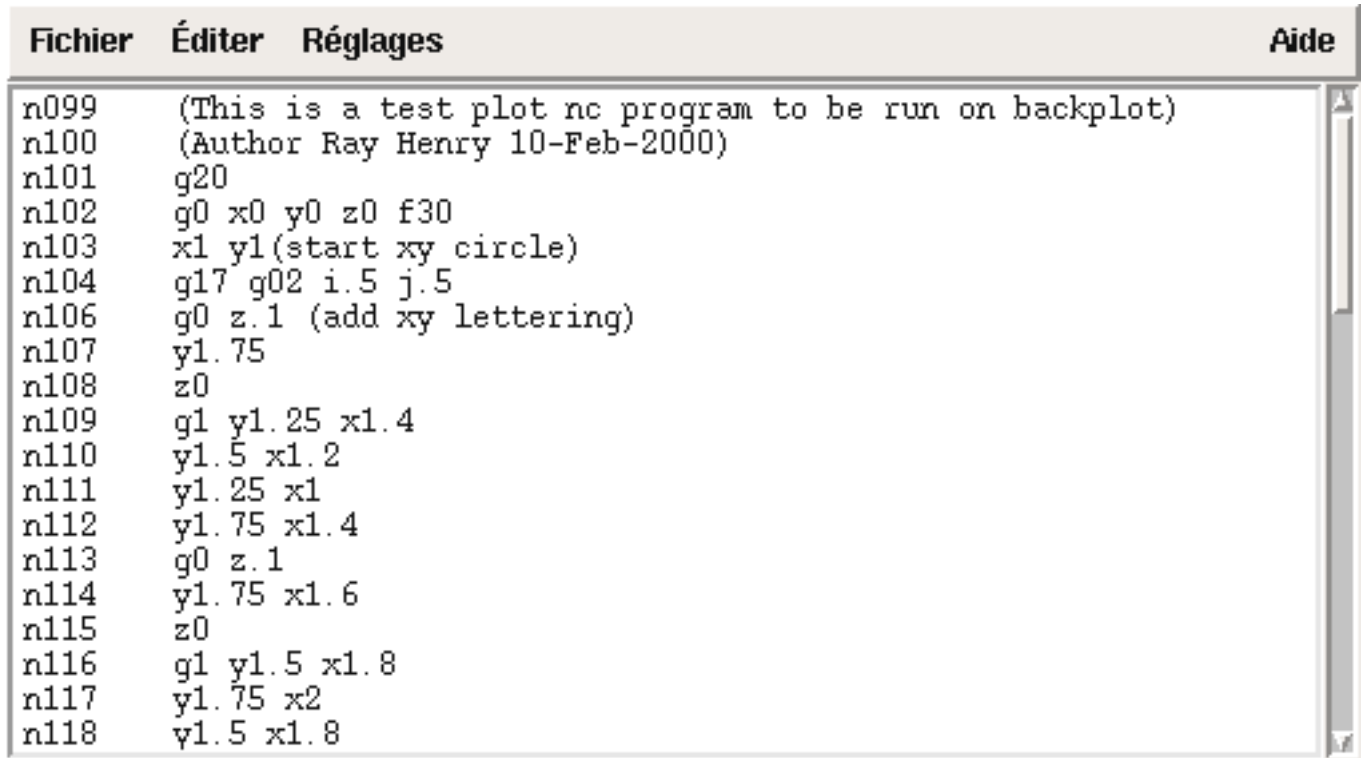 Fichier Éditer Réglages Aide
n099 (This is a test plot nc program to be run on backplot)
n100 (Author Ray Henry 10-Feb-2000)
n101 g20
n102 g0 x0 y0 z0 f30
n103 x1 y1(start xy circle)
n104 g17 g02 i.5 j.5
n106 g0 z.1 (add xy lettering)
n107 y1.75
n108 z0
n109 g1 y1.25 x1.4
n110 y1.5 x1.2
n111 y1.25 x1
n112 y1.75 x1.4
n113 g0 z.1
n114 y1.75 x1.6
n115 z0
n116 g1 y1.5 x1.8
n117 y1.75 x2
n118 y1.5 x1.8